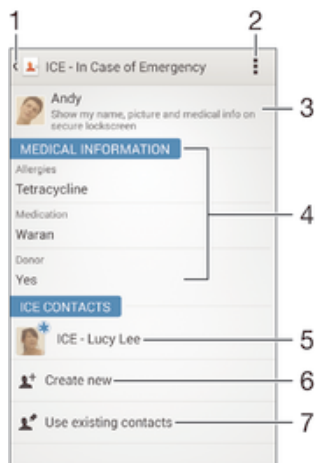 1
2
ICE - In Case of Emergency
Andy
Show my name, picture and medical info on
secure lockscreen
3
MEDICAL INFORMATION
Allergies
Tetracycline
Medication
Waran
4
Donor
Yes
ICE CONTACTS
ICE - Lucy Lee
5
Create new
6
Use existing contacts
7